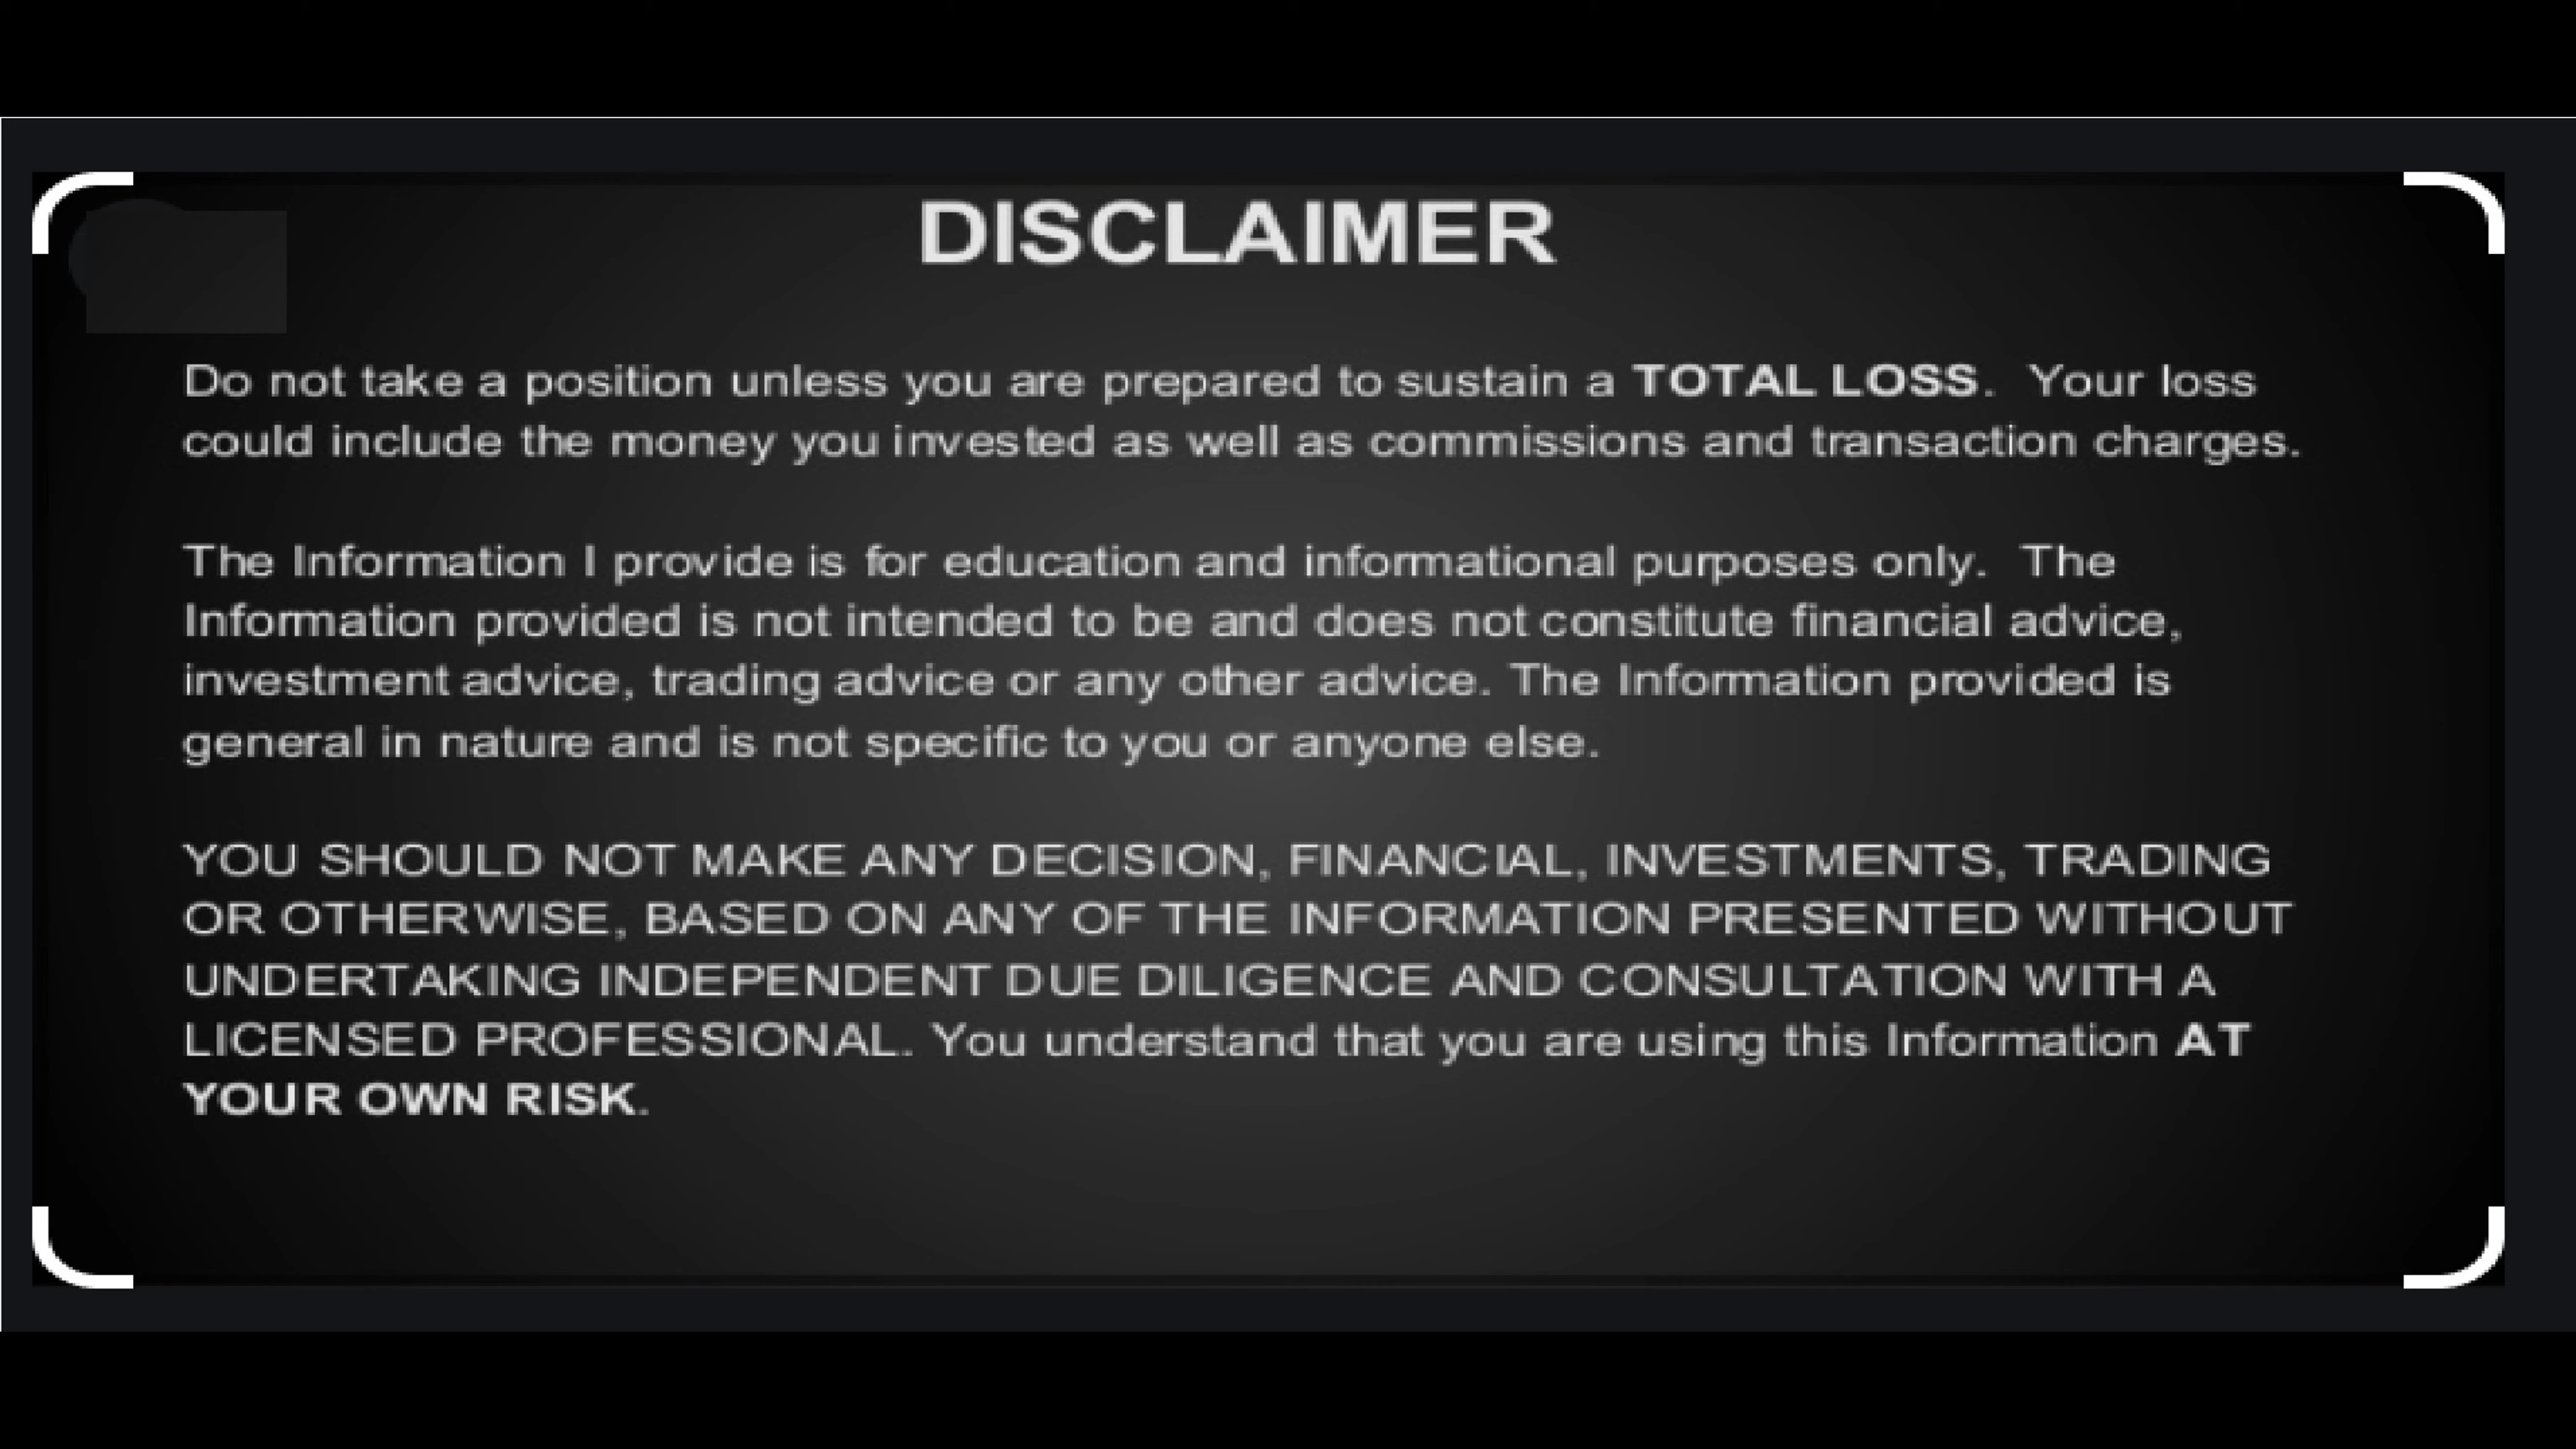 DISCLAIMER
Do not take a position unless you are prepared to sustain a TOTAL LOSS.  Your loss
could include the money you invested as well as commissions and transaction charges.
The Information I provide is for education and informational purposes only.  The
Information provided is not intended to be and does not constitute financial advice,
investment advice, trading advice or any other advice. The Information provided is
general in nature and is not specific to you or anyone else.
YOU SHOULD NOT MAKE ANY DECISION, FINANCIAL, INVESTMENTS, TRADING
OR OTHERWISE, BASED ON ANY OF THE INFORMATION PRESENTED WITHOUT
UNDERTAKING INDEPENDENT DUE DILIGENCE AND CONSULTATION WITH A
LICENSED PROFESSIONAL. You understand that you are using this Information AT
YOUR OWN RISK.